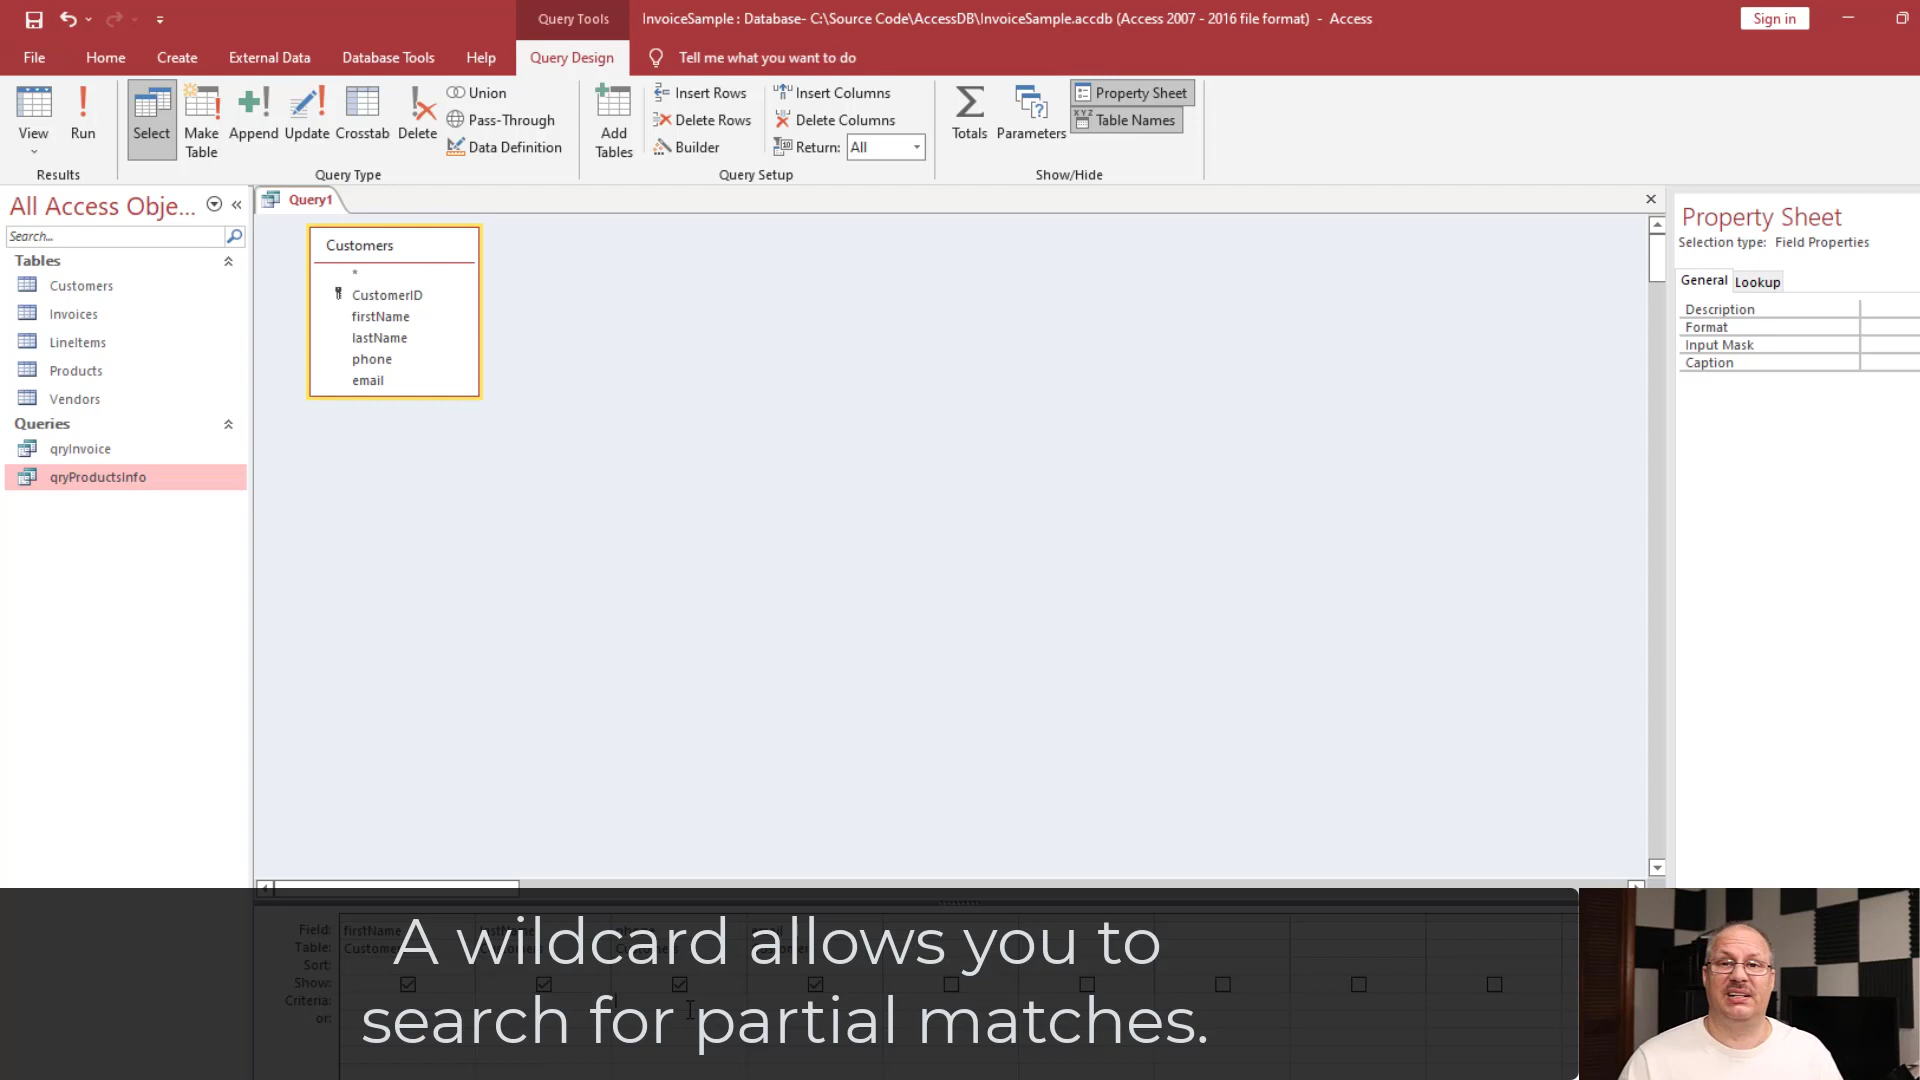 Query Tools
InvoiceSample : Database- C:\Source Code\AccessDB\InvoiceSample.accdb (Access 2007 - 2016 file format) - Access
Sign in
File
Home
Create
External Data
Database Tools
Help
Query Design
Tell me what you want to do
View
Run
Results
Select
Make Table
Append
Update
Crosstab
Delete
Union
Pass-Through
Data Definition
Query Type
Add Tables
Insert Rows
Delete Rows
Builder
Insert Columns
Delete Columns
Return: All
Query Setup
Totals
Parameters
Property Sheet
Table Names
Show/Hide
All Access Obje...
Search...
Tables
Customers
Invoices
LineItems
Products
Vendors
Queries
qryInvoice
qryProductsInfo
Query1
Customers
*
CustomerID
firstName
lastName
phone
email
Property Sheet
Selection type: Field Properties
General
Lookup
Description
Format
Input Mask
Caption
Field: firstName
Table:
Sort:
Show:
Criteria:
or:
A wildcard allows you to
search for partial matches.